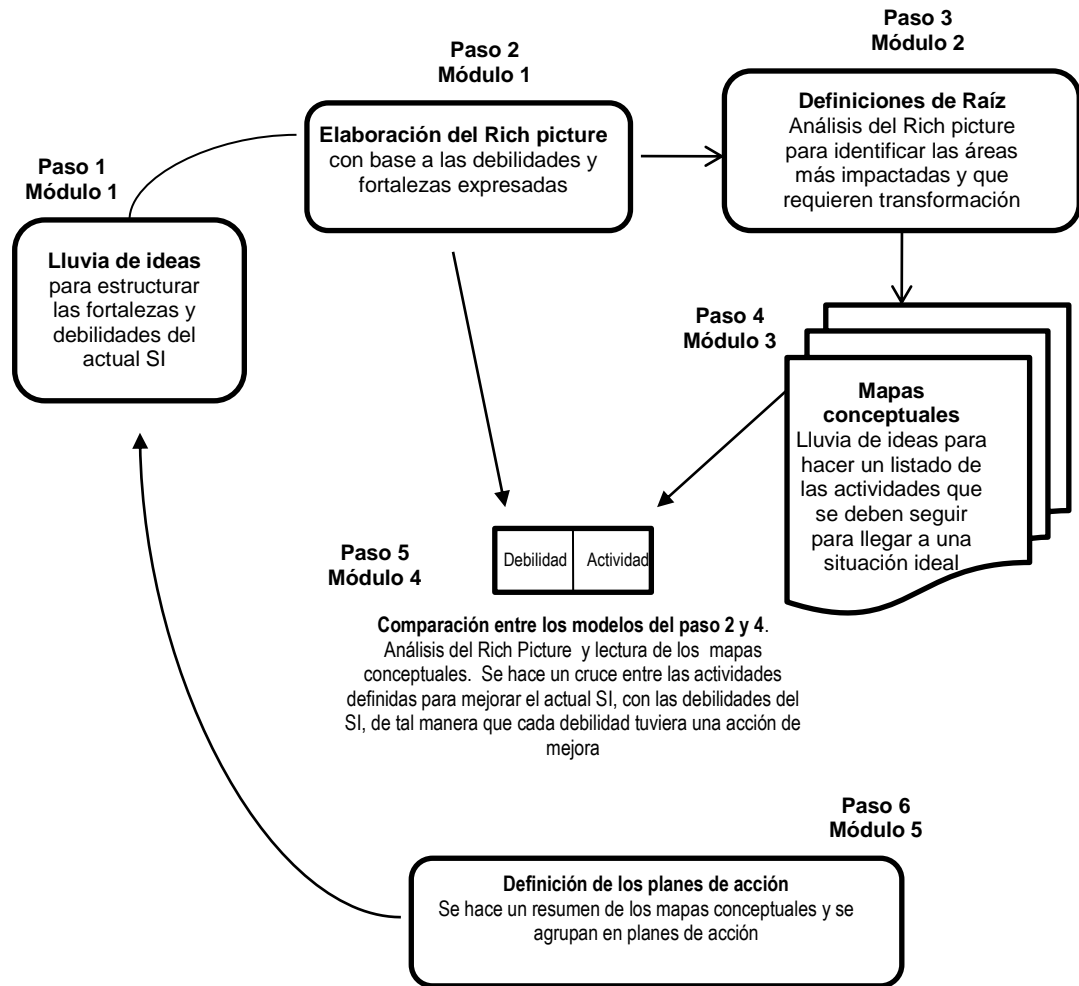 Paso 1
Módulo 1
Lluvia de ideas
para estructurar
las fortalezas y
debilidades del
actual SI
Paso 2
Módulo 1
Elaboración del Rich picture
con base a las debilidades y
fortalezas expresadas
Paso 3
Módulo 2
Definiciones de Raíz
Análisis del Rich picture
para identificar las áreas
más impactadas y que
requieren transformación
Paso 4
Módulo 3
Mapas
conceptuales
Lluvia de ideas para
hacer un listado de
las actividades que
se deben seguir
para llegar a una
situación ideal
Paso 5
Módulo 4
Debilidad Actividad
Comparación entre los modelos del paso 2 y 4.
Análisis del Rich Picture y lectura de los mapas
conceptuales. Se hace un cruce entre las actividades
definidas para mejorar el actual SI, con las debilidades del
SI, de tal manera que cada debilidad tuviera una acción de
mejora
Paso 6
Módulo 5
Definición de los planes de acción
Se hace un resumen de los mapas conceptuales y se
agrupan en planes de acción